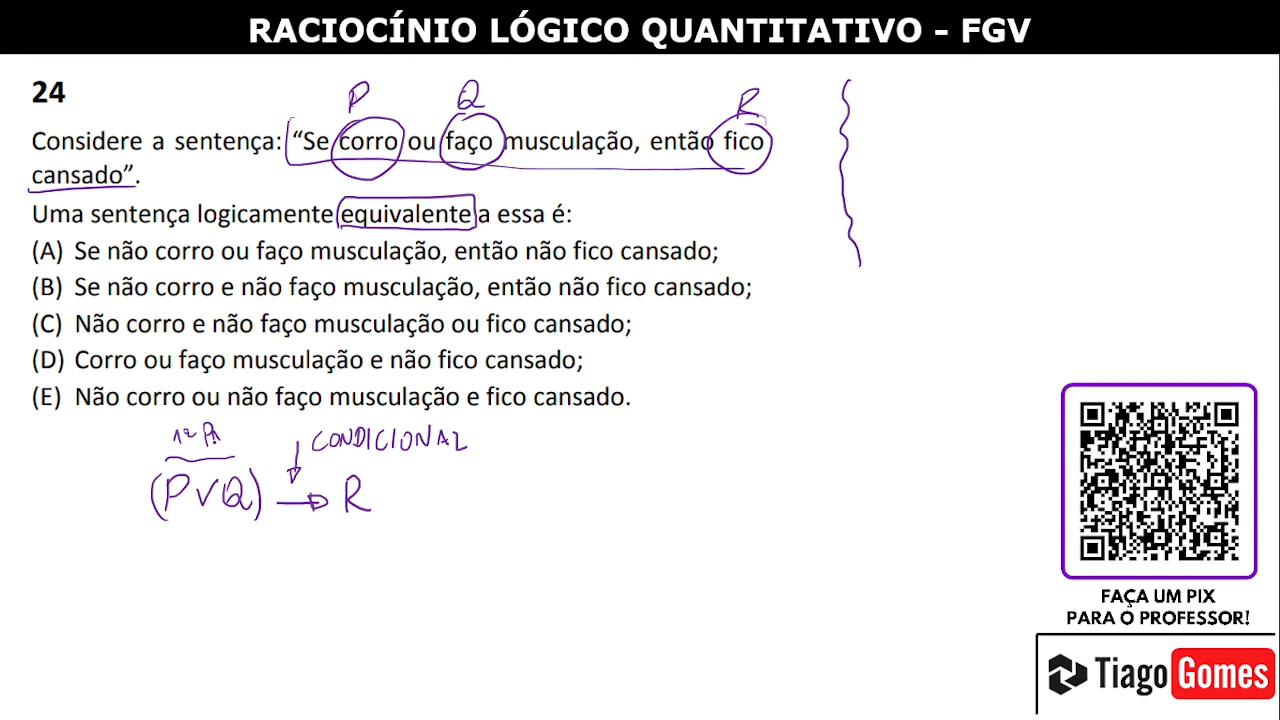 RACIOCÍNIO LÓGICO QUANTITATIVO - FGV
24
P Q R
Considere a sentença: “Se corro ou faço musculação, então fico
cansado”.
Uma sentença logicamente equivalente a essa é:
(A) Se não corro ou faço musculação, então não fico cansado;
(B) Se não corro e não faço musculação, então não fico cansado;
(C) Não corro e não faço musculação ou fico cansado;
(D) Corro ou faço musculação e não fico cansado;
(E) Não corro ou não faço musculação e fico cansado.
CONDICIONAL
(P V Q) → R
FAÇA UM PIX
PARA O PROFESSOR!
Tiago Gomes